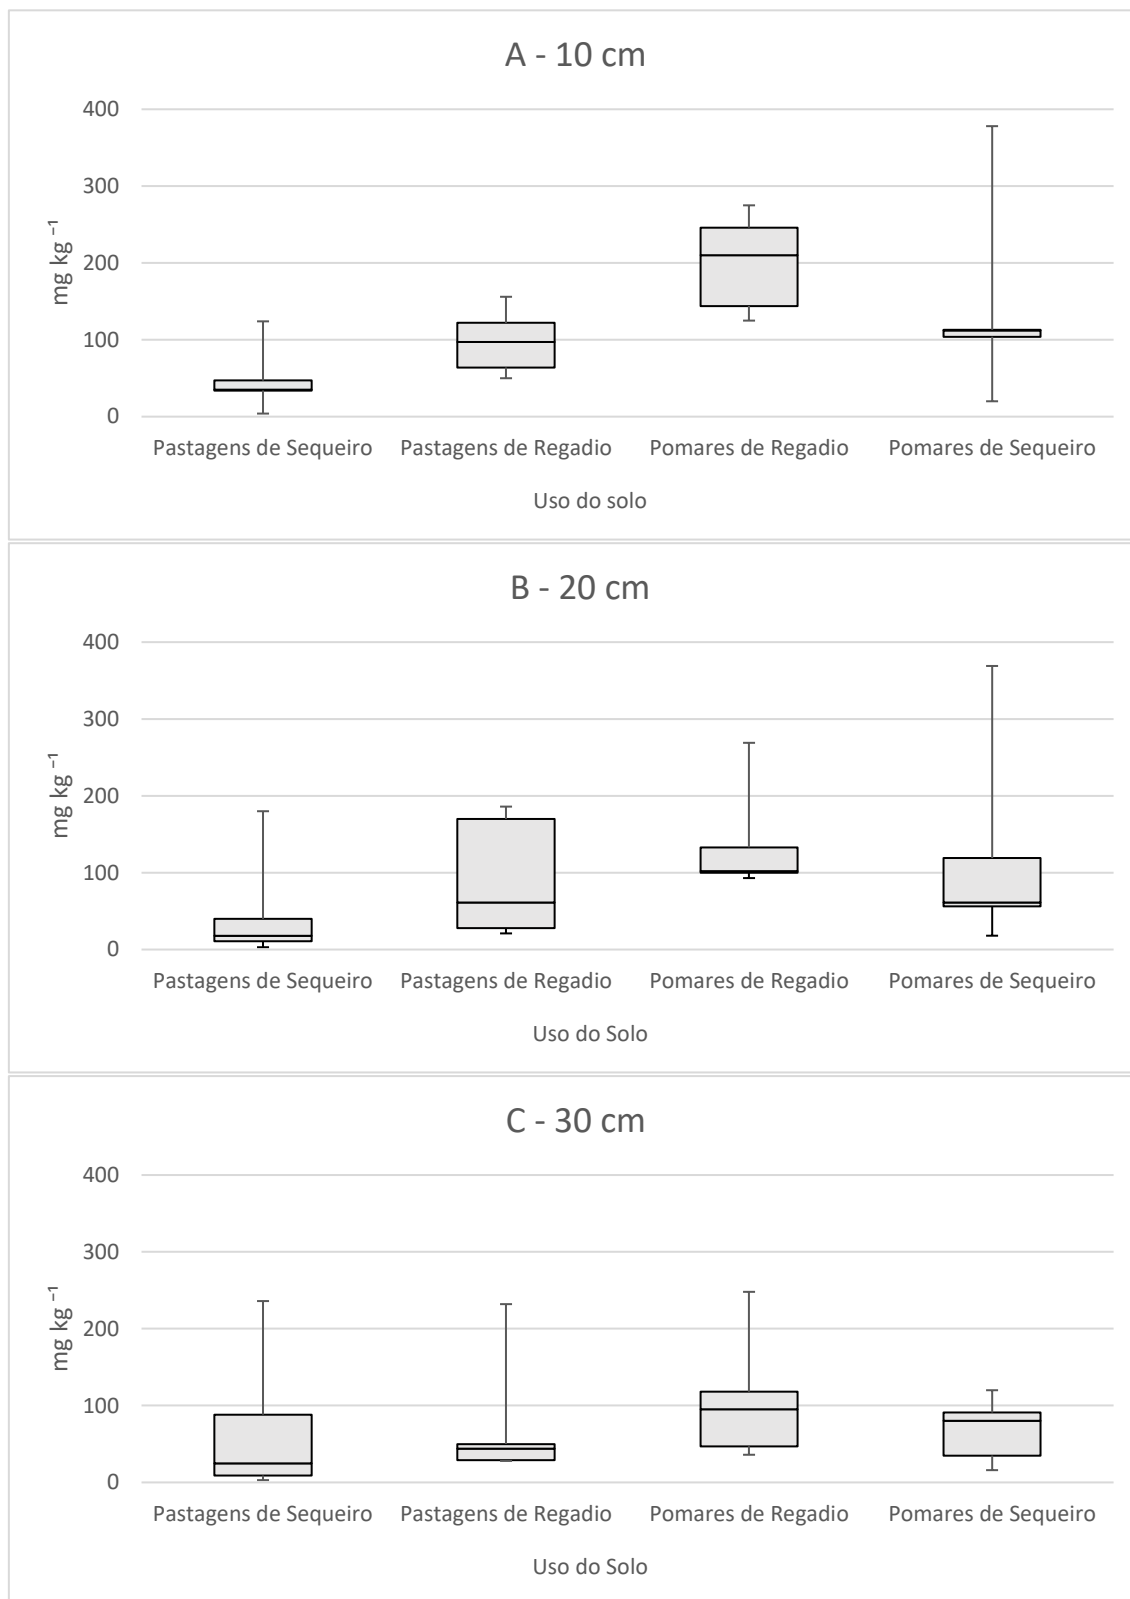 A - 10 cm
400
300
200
100
0
mg kg ⁻¹
Pastagens de Sequeiro Pastagens de Regadio Pomares de Regadio Pomares de Sequeiro
Uso do solo
B - 20 cm
400
300
200
100
0
mg kg ⁻¹
Pastagens de Sequeiro Pastagens de Regadio Pomares de Regadio Pomares de Sequeiro
Uso do Solo
C - 30 cm
400
300
200
100
0
mg kg ⁻¹
Pastagens de Sequeiro Pastagens de Regadio Pomares de Regadio Pomares de Sequeiro
Uso do Solo